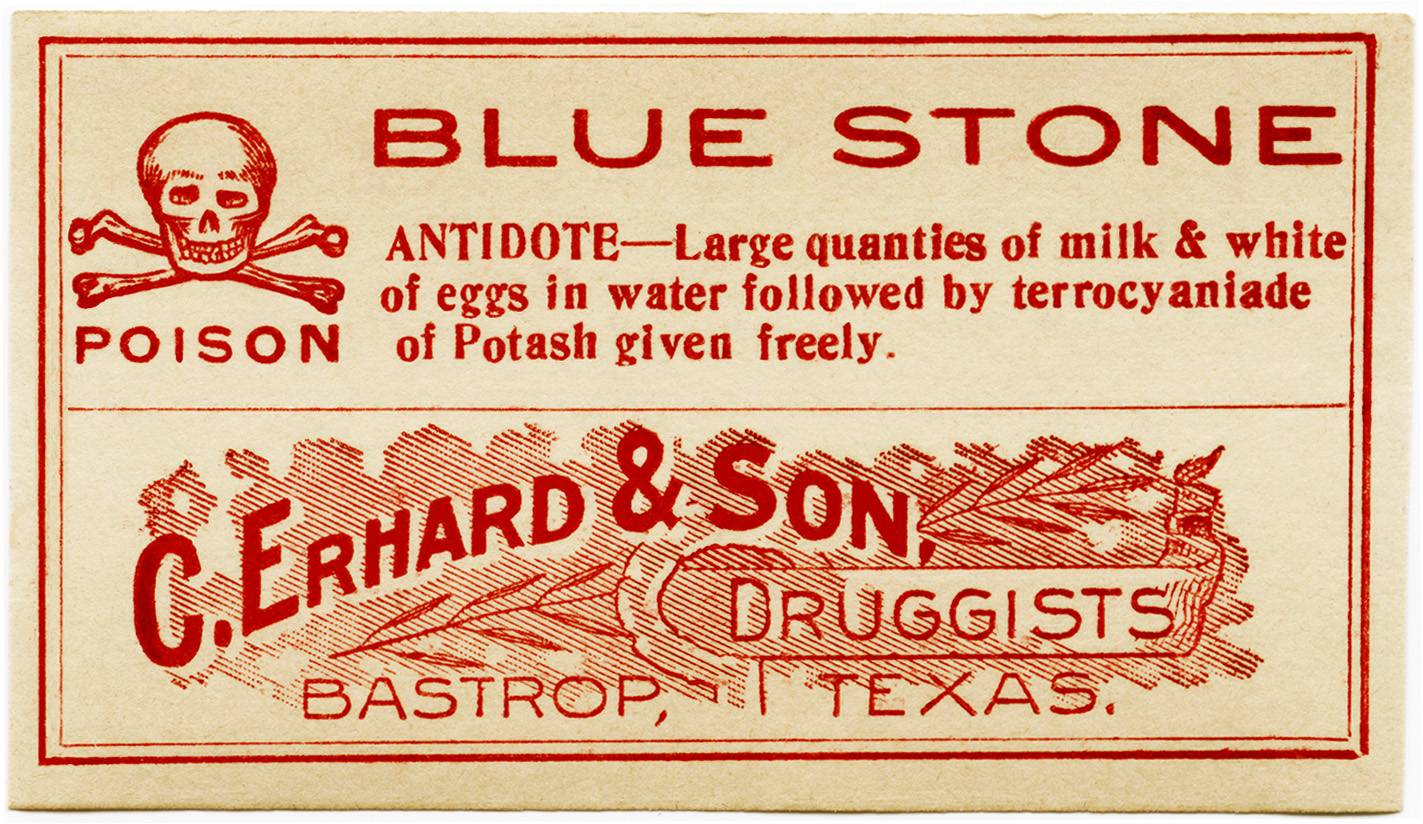 BLUE STONE
ANTIDOTE—Large quanties of milk & white
of eggs in water followed by terrocyaniade
of Potash given freely.
POISON
C. ERHARD & SON,
DRUGGISTS
BASTROP, TEXAS.